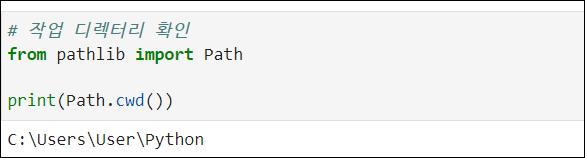 # 작업 디렉터리 확인
from pathlib import Path
print(Path.cwd())
C:\Users\User\Python